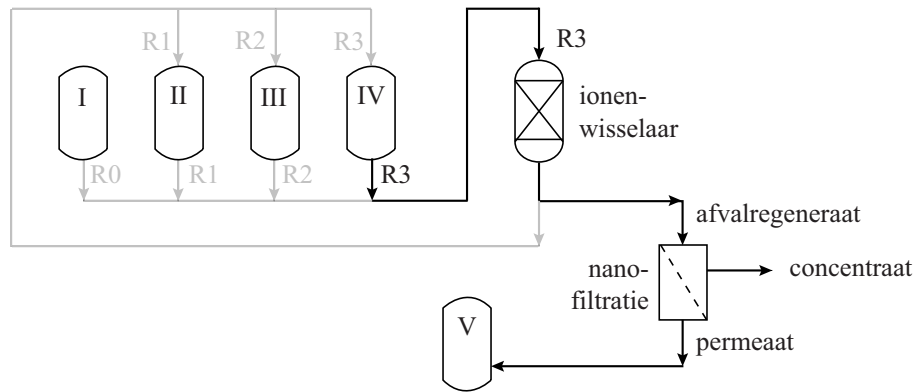 R1
R2
R3
R3
I
II
III
IV
ionen-
wisselaar
R0
R1
R2
R3
afvalregeneraat
nano-
filtratie
concentraat
V
permeaat